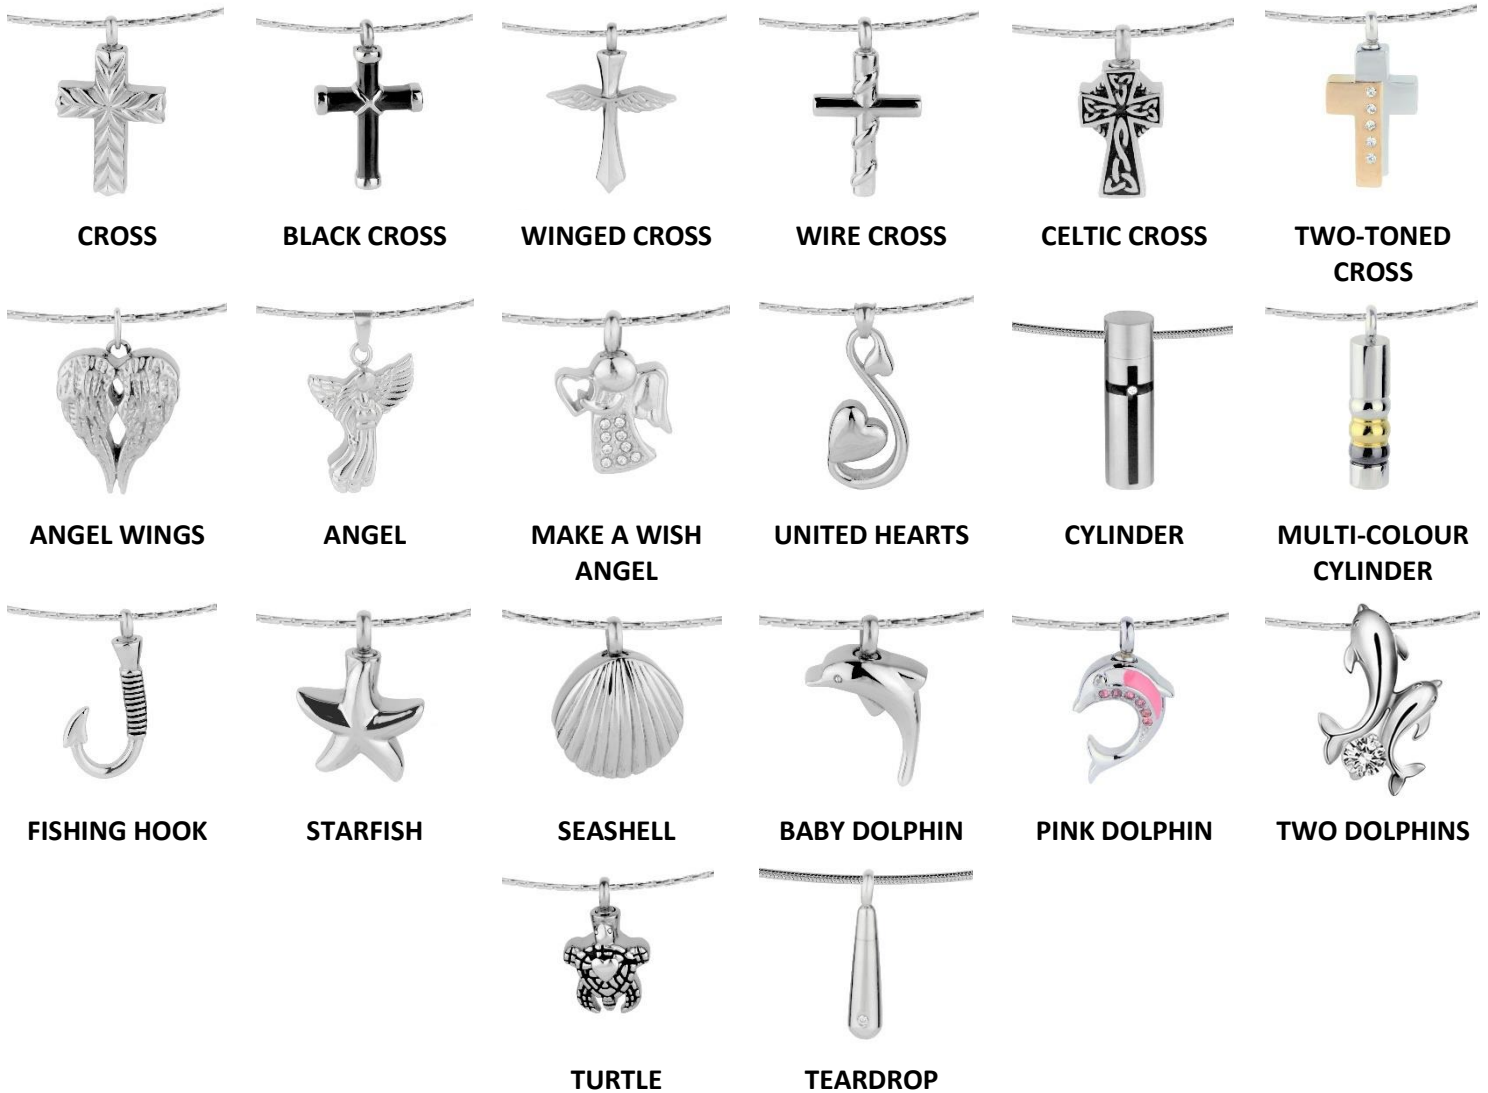 CROSS
BLACK CROSS
WINGED CROSS
WIRE CROSS
CELTIC CROSS
TWO-TONED
CROSS
ANGEL WINGS
ANGEL
MAKE A WISH
ANGEL
UNITED HEARTS
CYLINDER
MULTI-COLOUR
CYLINDER
FISHING HOOK
STARFISH
SEASHELL
BABY DOLPHIN
PINK DOLPHIN
TWO DOLPHINS
TURTLE
TEARDROP